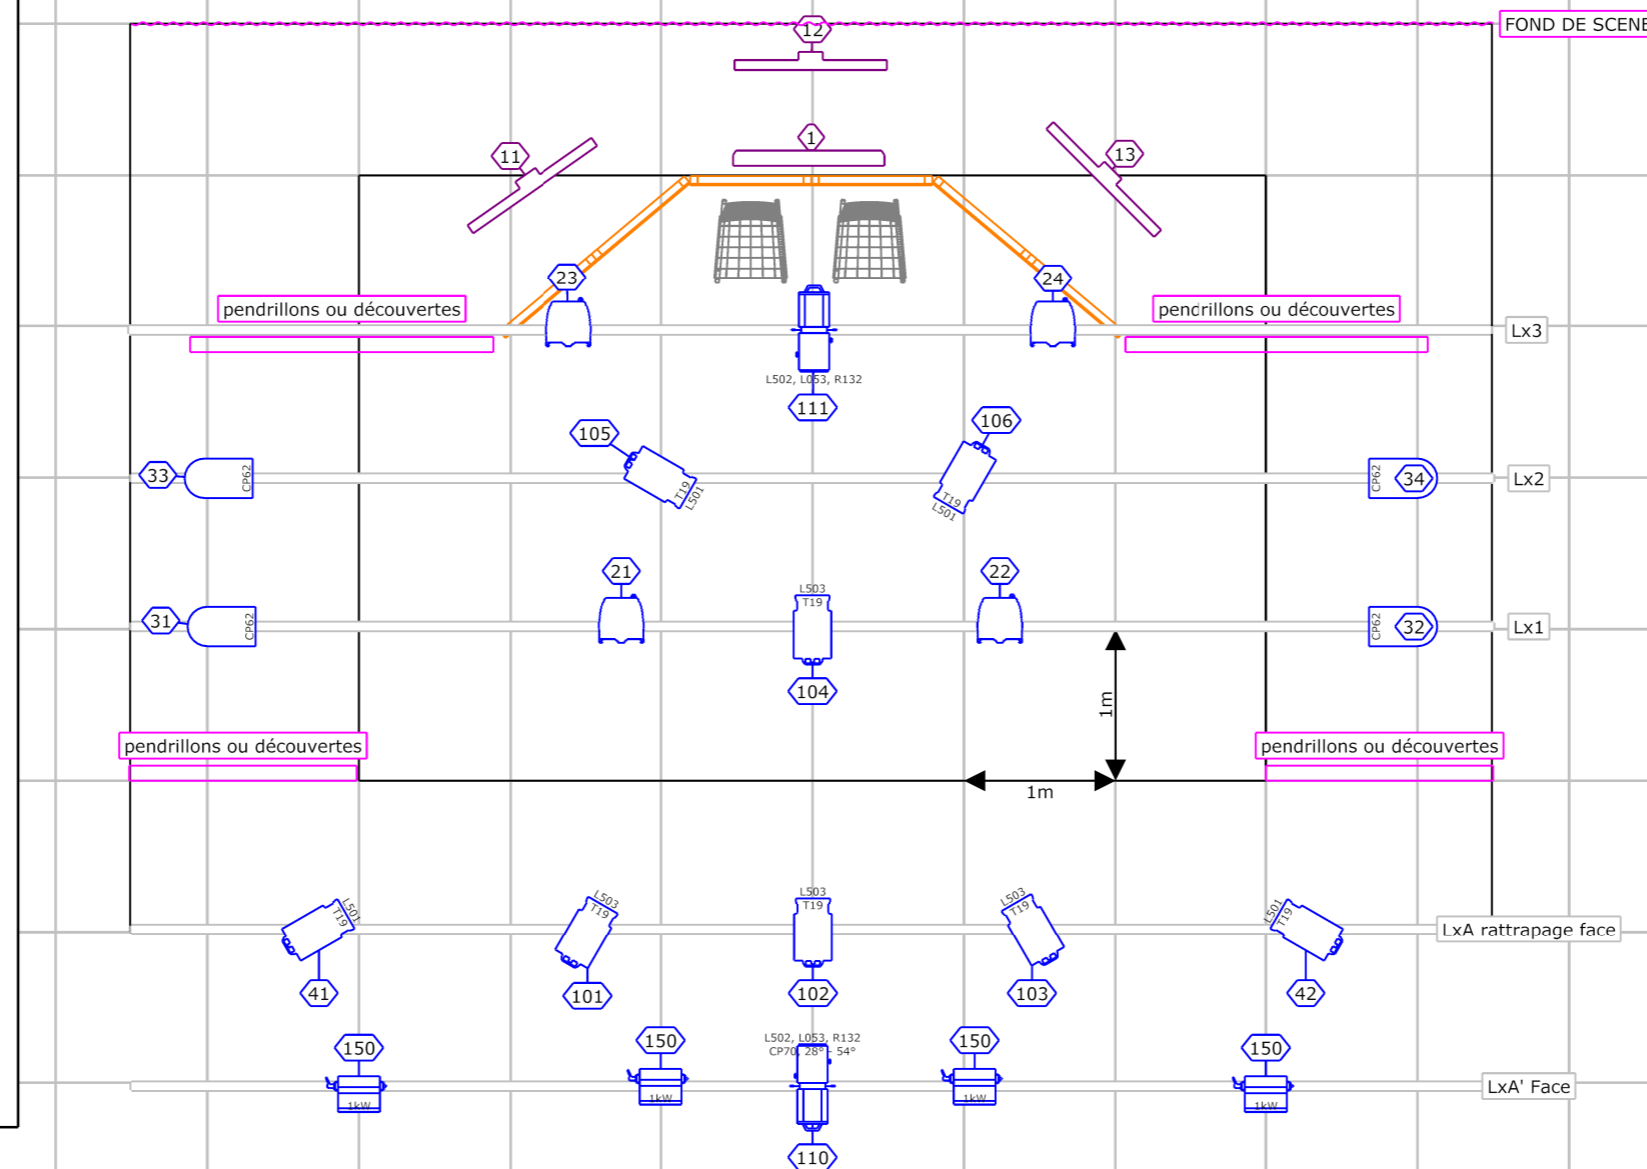 12
FOND DE SCENE
1
11
13
23
24
pendrillons ou découvertes
pendrillons ou découvertes
Lx3
L502, L053, R132
111
105
106
33
CP62
T19
L501
T19
L501
CP62
34
Lx2
21
22
31
CP62
L503
T19
CP62
32
Lx1
104
1m
pendrillons ou découvertes
pendrillons ou découvertes
1m
L501
T19
L503
T19
L503
T19
L503
T19
L501
T19
LxA rattrapage face
41
101
102
103
42
150
150
L502, L053, R132
CP70, 28° - 54°
150
150
1kW
1kW
1kW
1kW
LxA' Face
110